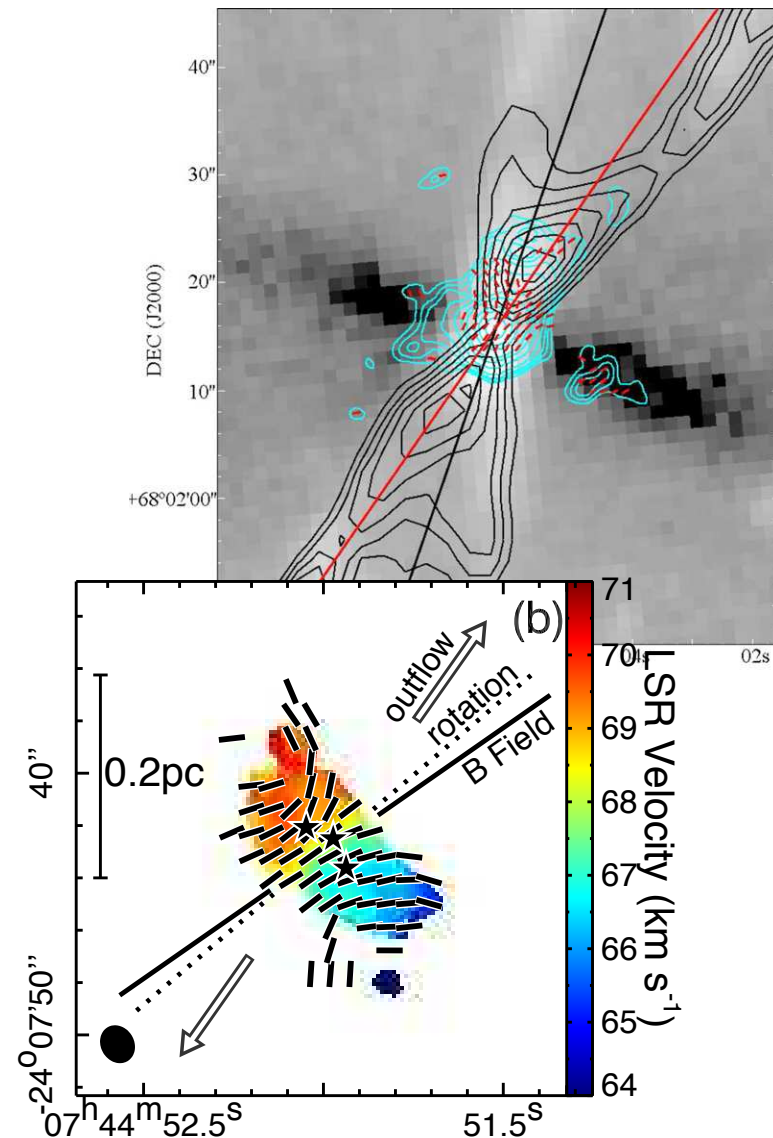 40"
30"
20"
10"
+68°02'00"
DEC (J2000)
04s
02s
(b)
outflow
rotation
B Field
0.2pc
40"
-24°07'50"
07h44m52.5s
51.5s
71
70
69
68
67
66
65
64
LSR Velocity (km s-1)